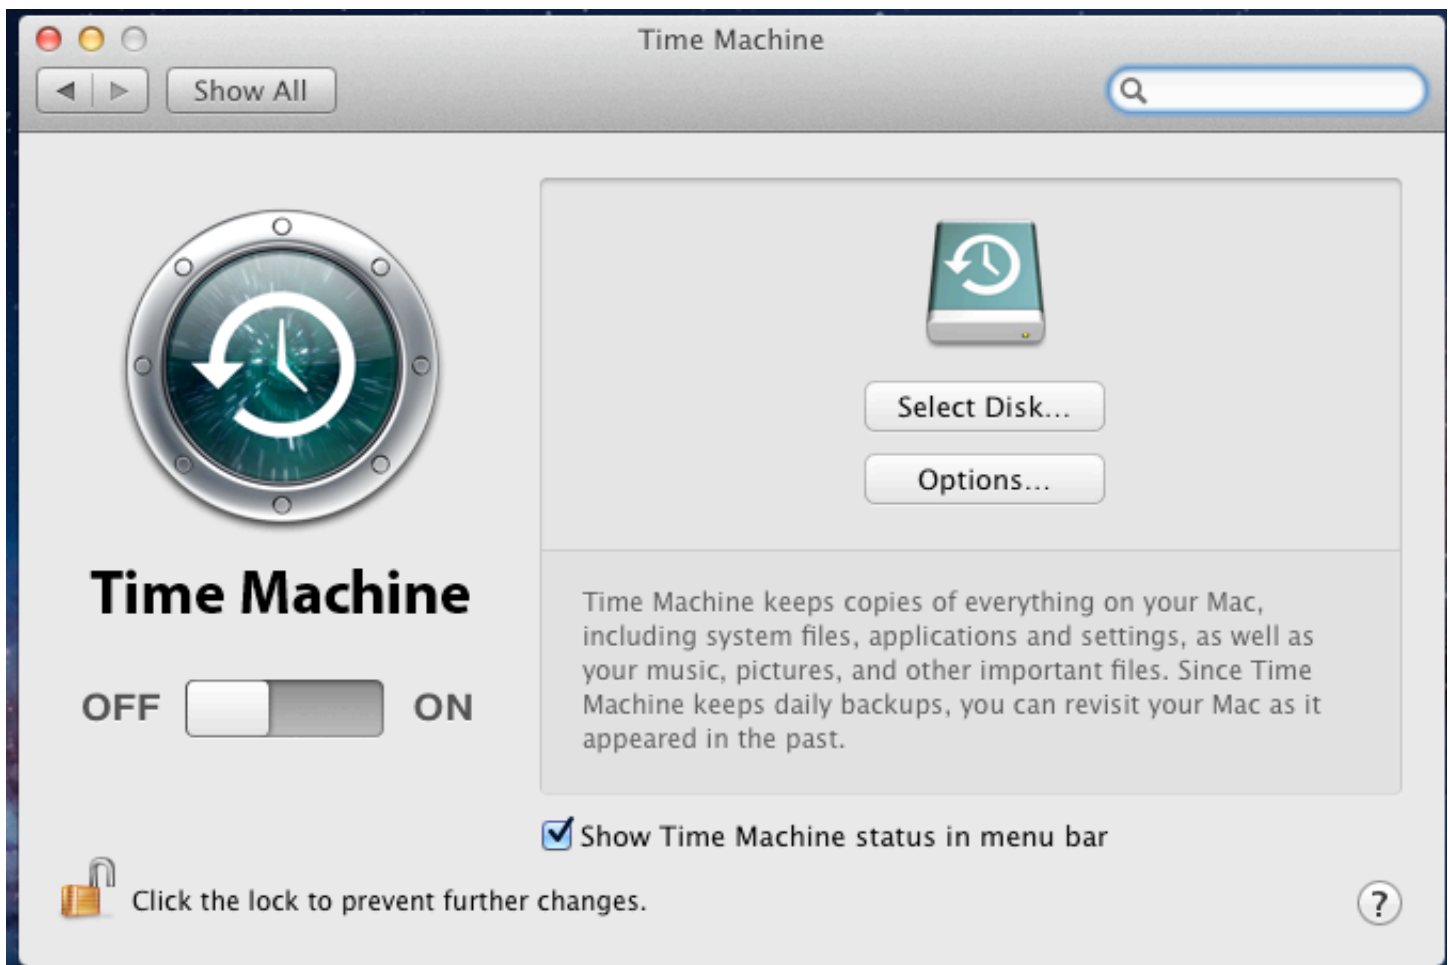 Time Machine
Show All
Select Disk...
Options...
Time Machine
Time Machine keeps copies of everything on your Mac,
including system files, applications and settings, as well as
your music, pictures, and other important files. Since Time
Machine keeps daily backups, you can revisit your Mac as it
appeared in the past.
OFF ON
Show Time Machine status in menu bar
Click the lock to prevent further changes.
?